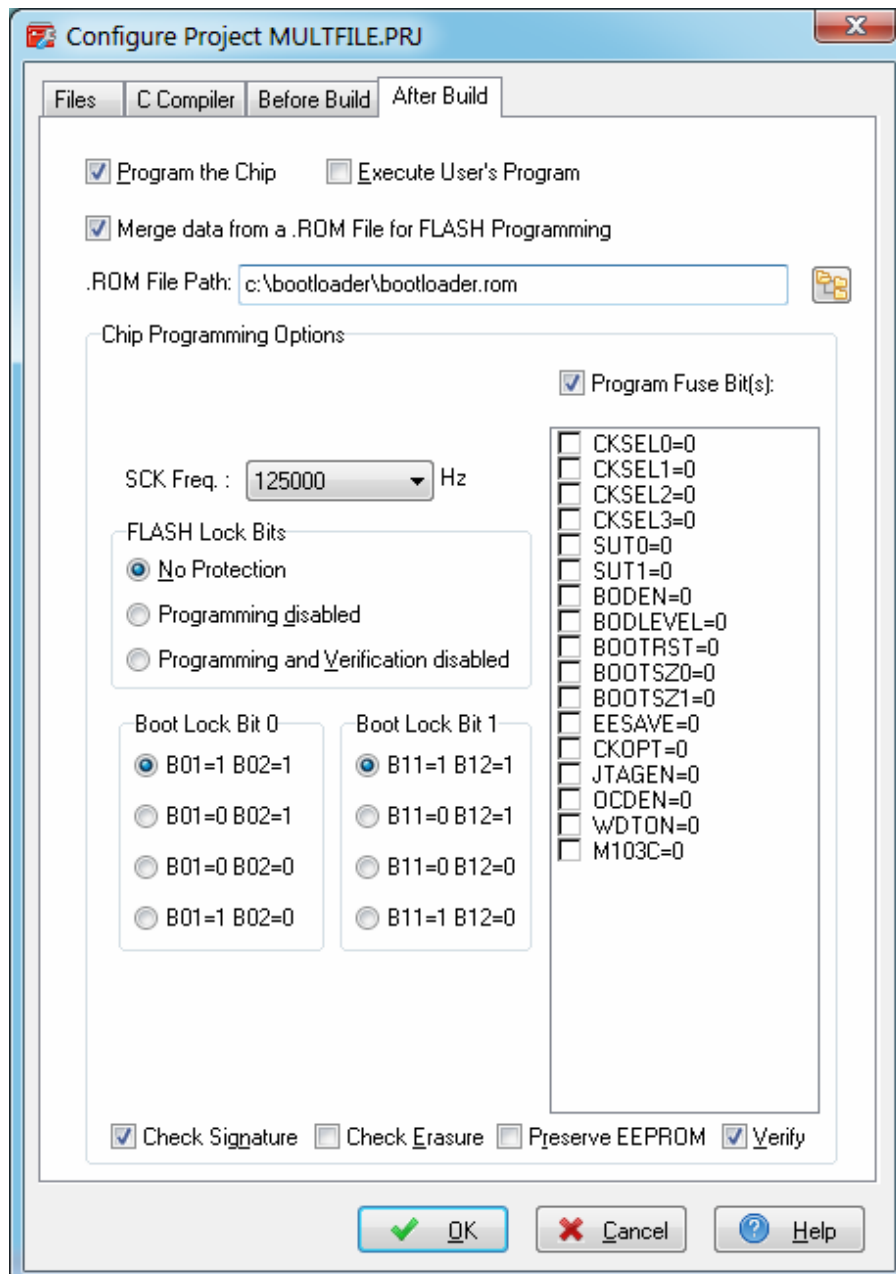 Configure Project MULTFILE.PRJ
Files C Compiler Before Build After Build
Program the Chip Execute User's Program
Merge data from a .ROM File for FLASH Programming
.ROM File Path: c:\bootloader\bootloader.rom
Chip Programming Options
Program Fuse Bit(s):
SCK Freq. : 125000 Hz
FLASH Lock Bits
No Protection
Programming disabled
Programming and Verification disabled
Boot Lock Bit 0
B01=1 B02=1
B01=0 B02=1
B01=0 B02=0
B01=1 B02=0
Boot Lock Bit 1
B11=1 B12=1
B11=0 B12=1
B11=0 B12=0
B11=1 B12=0
CKSEL0=0
CKSEL1=0
CKSEL2=0
CKSEL3=0
SUT0=0
SUT1=0
BODEN=0
BODLEVEL=0
BOOTRST=0
BOOTSZ0=0
BOOTSZ1=0
EESAVE=0
CKOPT=0
JTAGEN=0
OCDEN=0
WDTON=0
M103C=0
Check Signature Check Erasure Preserve EEPROM Verify
OK Cancel Help